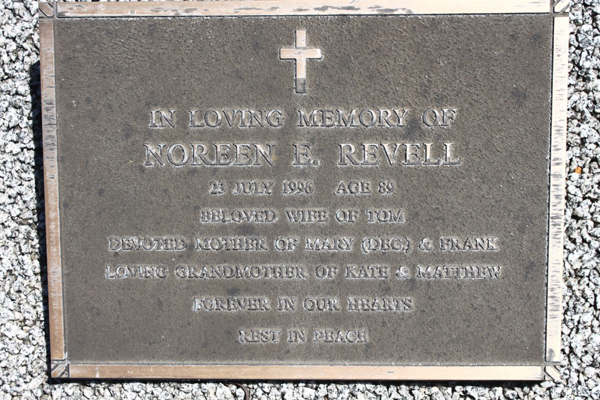 IN LOVING MEMORY OF
NOREEN E. REVELL
23 JULY 1996 AGE 89
BELOVED WIFE OF TOM
DEVOTED MOTHER OF MARY (DEC) & FRANK
LOVING GRANDMOTHER OF KATE & MATTHEW
FOREVER IN OUR HEARTS
REST IN PEACE